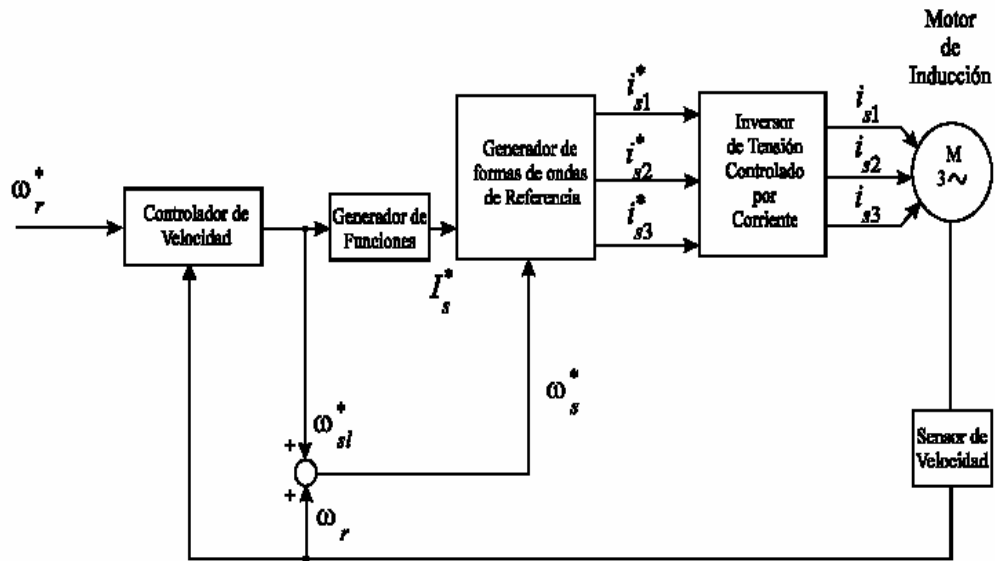 Motor
de
Inducción
ω*r
Controlador de
Velocidad
Generador de
Funciones
I*s
Generador de
formas de ondas
de Referencia
i*s1
i*s2
i*s3
Inversor
de Tensión
Controlado
por
Corriente
is1
is2
is3
M
3~
ω*s
ω*sl
+
+
ωr
Sensor de
Velocidad